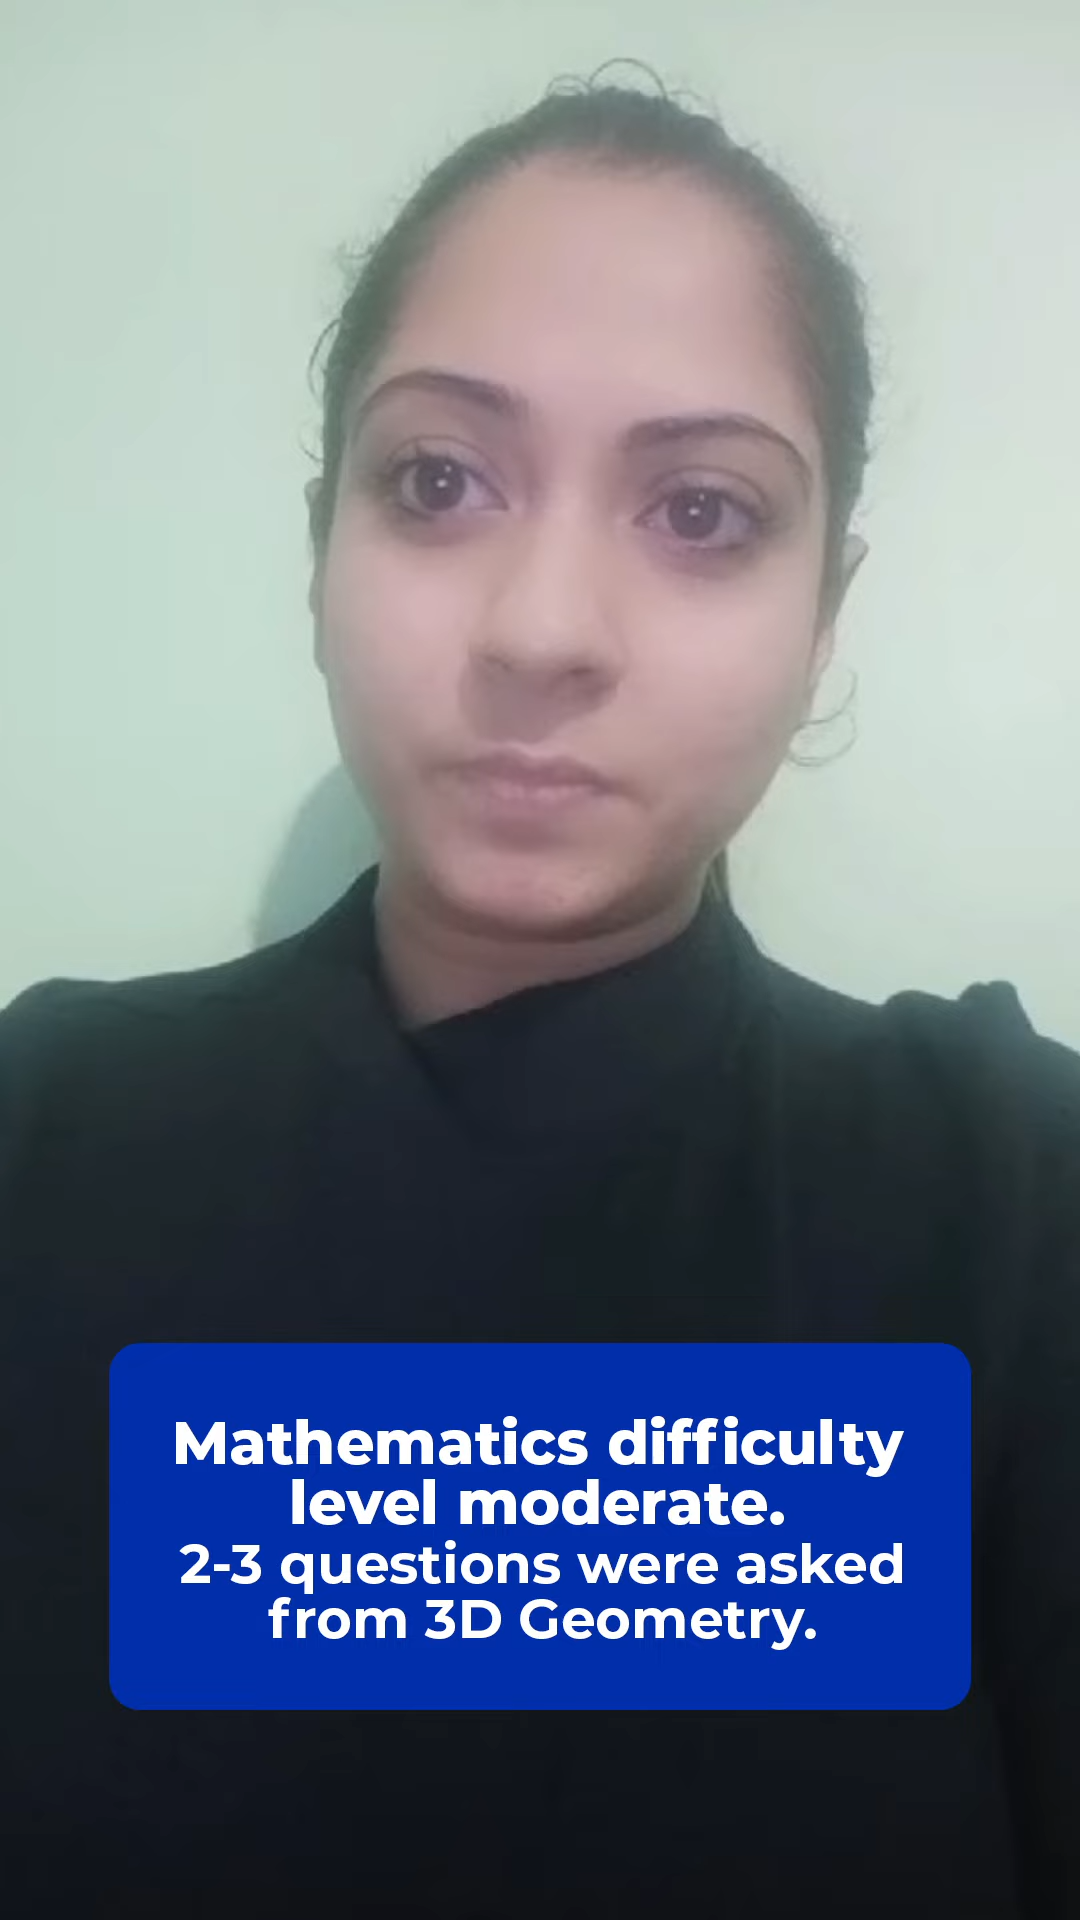 Mathematics difficulty
level moderate.
2-3 questions were asked
from 3D Geometry.